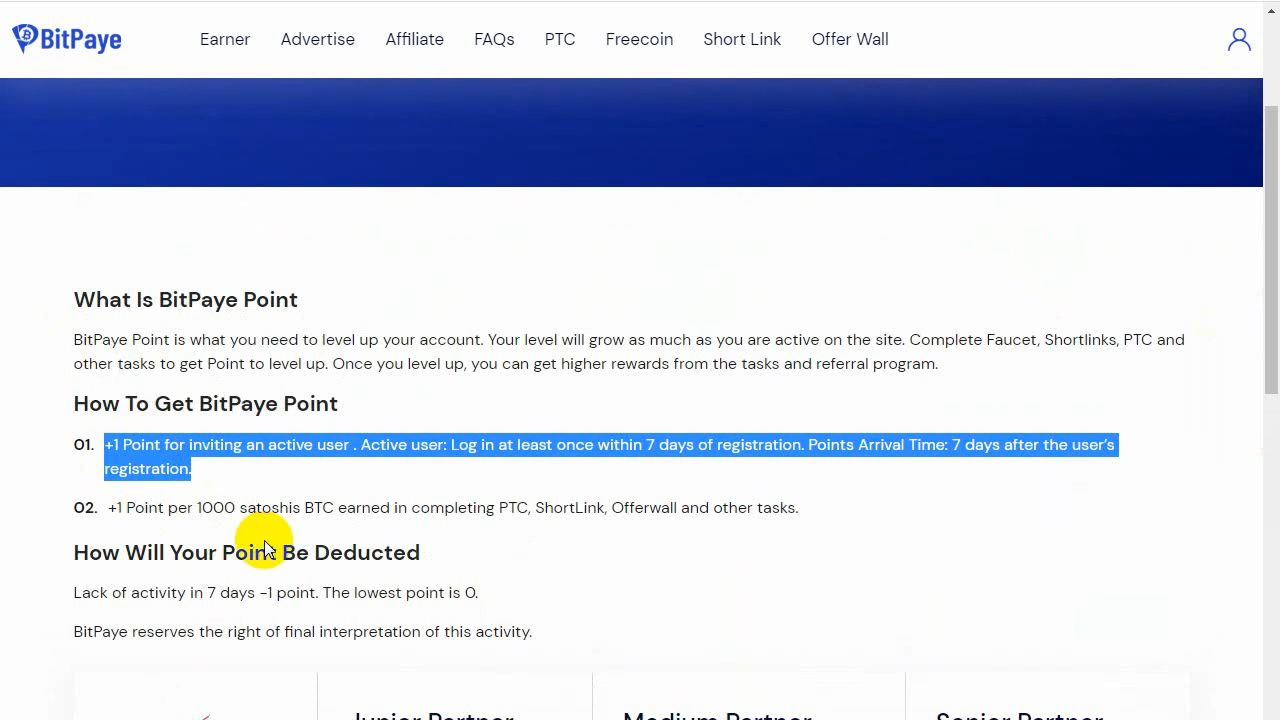 BitPaye
Earner Advertise Affiliate FAQs PTC Freecoin Short Link Offer Wall
What Is BitPaye Point
BitPaye Point is what you need to level up your account. Your level will grow as much as you are active on the site. Complete Faucet, Shortlinks, PTC and
other tasks to get Point to level up. Once you level up, you can get higher rewards from the tasks and referral program.
How To Get BitPaye Point
01. +1 Point for inviting an active user . Active user: Log in at least once within 7 days of registration. Points Arrival Time: 7 days after the user’s
registration.
02. +1 Point per 1000 satoshis BTC earned in completing PTC, ShortLink, Offerwall and other tasks.
How Will Your Point Be Deducted
Lack of activity in 7 days -1 point. The lowest point is 0.
BitPaye reserves the right of final interpretation of this activity.
Junior Partner Medium Partner Senior Partner